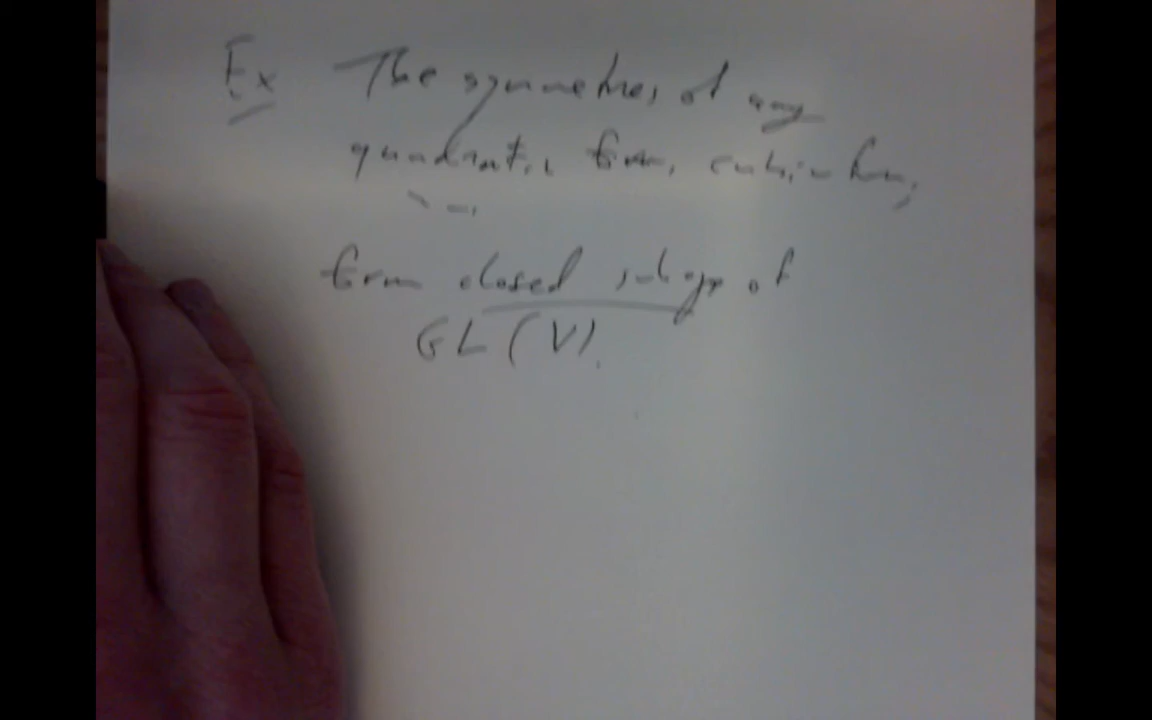 Ex The symmetries of any
quadratic form, cubic form,
...
form closed subgp of
GL(V).